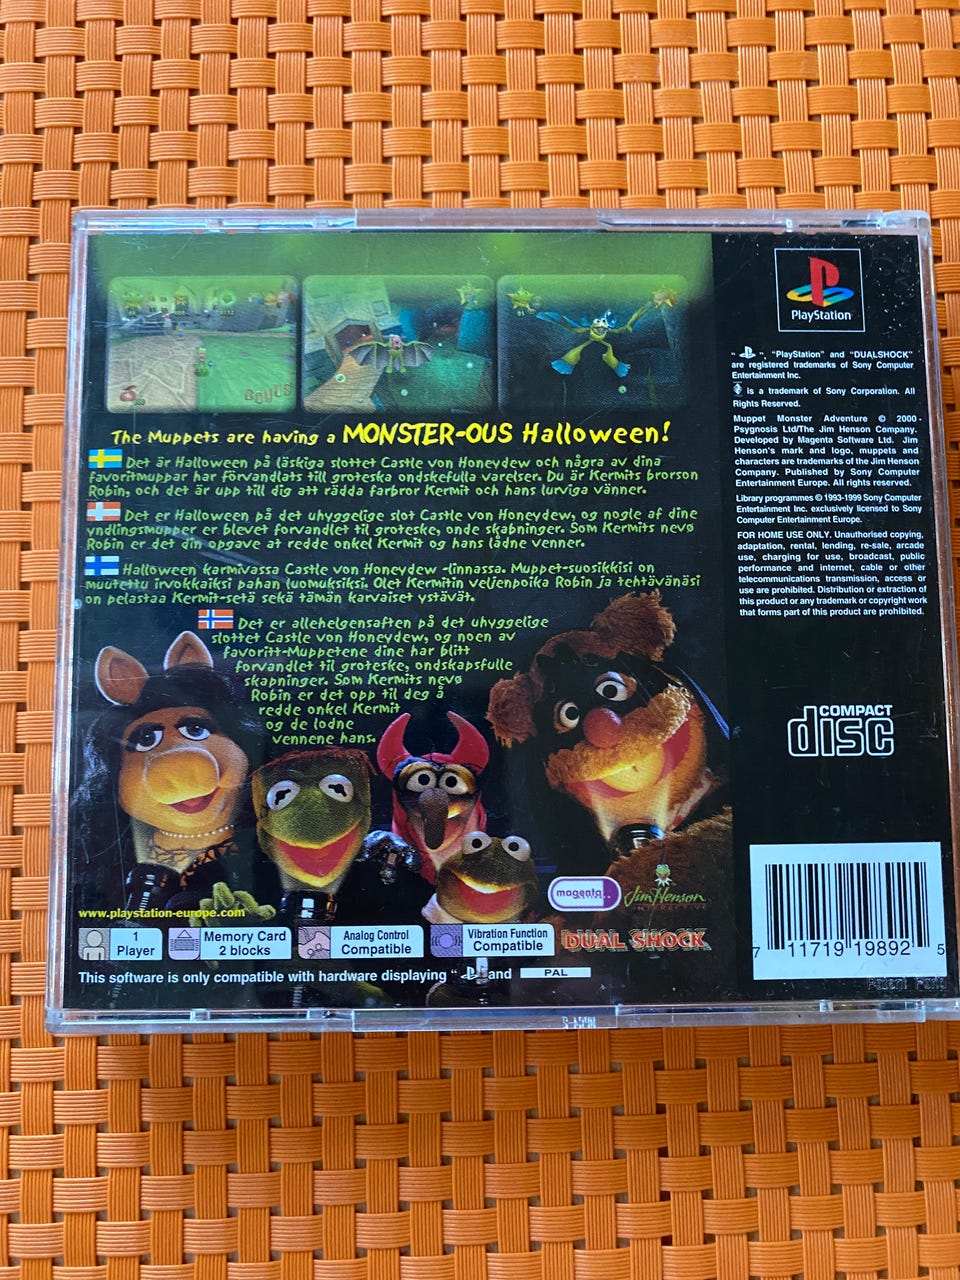 BONUS
The Muppets are having a MONSTER-OUS Halloween!
Det är Halloween på läskiga slottet Castle von Honeydew och några av dina
favoritmuppar har förvandlats till groteska ondskefulla varelser. Du är Kermits brorson
Robin, och det är upp till dig att rädda farbror Kermit och hans lurviga vänner.
Det er Halloween på det uhyggelige slot Castle von Honeydew, og nogle af dine
yndlingsmupper er blevet forvandlet til groteske, onde skabninger. Som Kermits nevø
Robin er det din opgave at redde onkel Kermit og hans lådne venner.
Halloween karmivassa Castle von Honeydew -linnassa. Muppet-suosikkisi on
muutettu irvokkaiksi pahan luomuksiksi. Olet Kermitin veljenpoika Robin ja tehtävänäsi
on pelastaa Kermit-setä sekä tämän karvaiset ystävät.
Det er allehelgensaften på det uhyggelige
slottet Castle von Honeydew, og noen av
favoritt-Muppetene dine har blitt
forvandlet til groteske, ondskapsfulle
skapninger. Som Kermits nevø
Robin er det opp til deg å
redde onkel Kermit
og de lodne
vennene hans.
www.playstation-europe.com
magenta
Jim Henson
INTERACTIVE
1
Player
Memory Card
2 blocks
Analog Control
Compatible
Vibration Function
Compatible
DUAL SHOCK
This software is only compatible with hardware displaying " " and PAL
PlayStation
" ", "PlayStation" and "DUALSHOCK"
are registered trademarks of Sony Computer
Entertainment Inc.
is a trademark of Sony Corporation. All
Rights Reserved.
Muppet Monster Adventure © 2000
Psygnosis Ltd/The Jim Henson Company.
Developed by Magenta Software Ltd. Jim
Henson's mark and logo, muppets and
characters are trademarks of the Jim Henson
Company. Published by Sony Computer
Entertainment Europe. All rights reserved.
Library programmes © 1993-1999 Sony Computer
Entertainment Inc. exclusively licensed to Sony
Computer Entertainment Europe.
FOR HOME USE ONLY. Unauthorised copying,
adaptation, rental, lending, re-sale, arcade
use, charging for use, broadcast, public
performance and internet, cable or other
telecommunications transmission, access or
use are prohibited. Distribution or extraction of
this product or any trademark or copyright work
that forms part of this product are prohibited.
COMPACT
disc
7 11719 19892 5